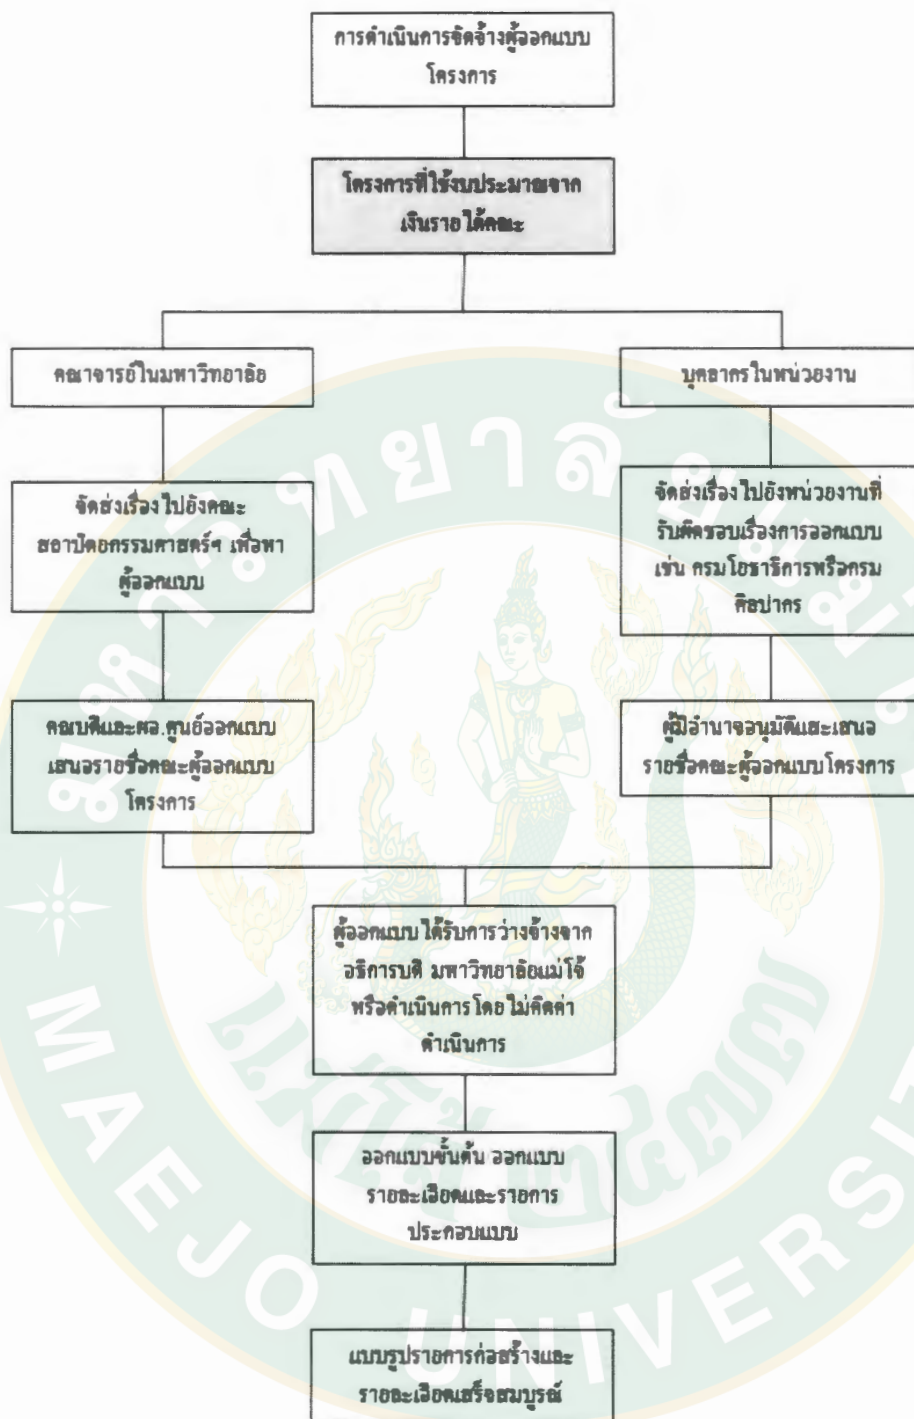 การดำเนินการจัดจ้างผู้ออกแบบ
โครงการ
โครงการที่ใช้งบประมาณจาก
เงินรายได้คณะ
คณาจารย์ในมหาวิทยาลัย
จัดส่งเรื่องไปยังคณะ
สถาปัตยกรรมศาสตร์ฯ เพื่อหา
ผู้ออกแบบ
คณบดีและผอ.ศูนย์ออกแบบ
เสนอรายชื่อคณะผู้ออกแบบ
โครงการ
บุคลากรในหน่วยงาน
จัดส่งเรื่องไปยังหน่วยงานที่
รับผิดชอบเรื่องการออกแบบ
เช่น กรมโยธาธิการหรือกรม
ศิลปากร
ผู้มีอำนาจอนุมัติและเสนอ
รายชื่อคณะผู้ออกแบบโครงการ
ผู้ออกแบบได้รับการว่างจ้างจาก
อธิการบดี มหาวิทยาลัยแม่โจ้
หรือดำเนินการโดยไม่คิดค่า
ดำเนินการ
ออกแบบขั้นต้น ออกแบบ
รายละเอียดและรายการ
ประกอบแบบ
แบบรูปรายการก่อสร้างและ
รายละเอียดเสร็จสมบูรณ์
แม่โจ้ ๒๔๗๗
MAEJO UNIVERSIT